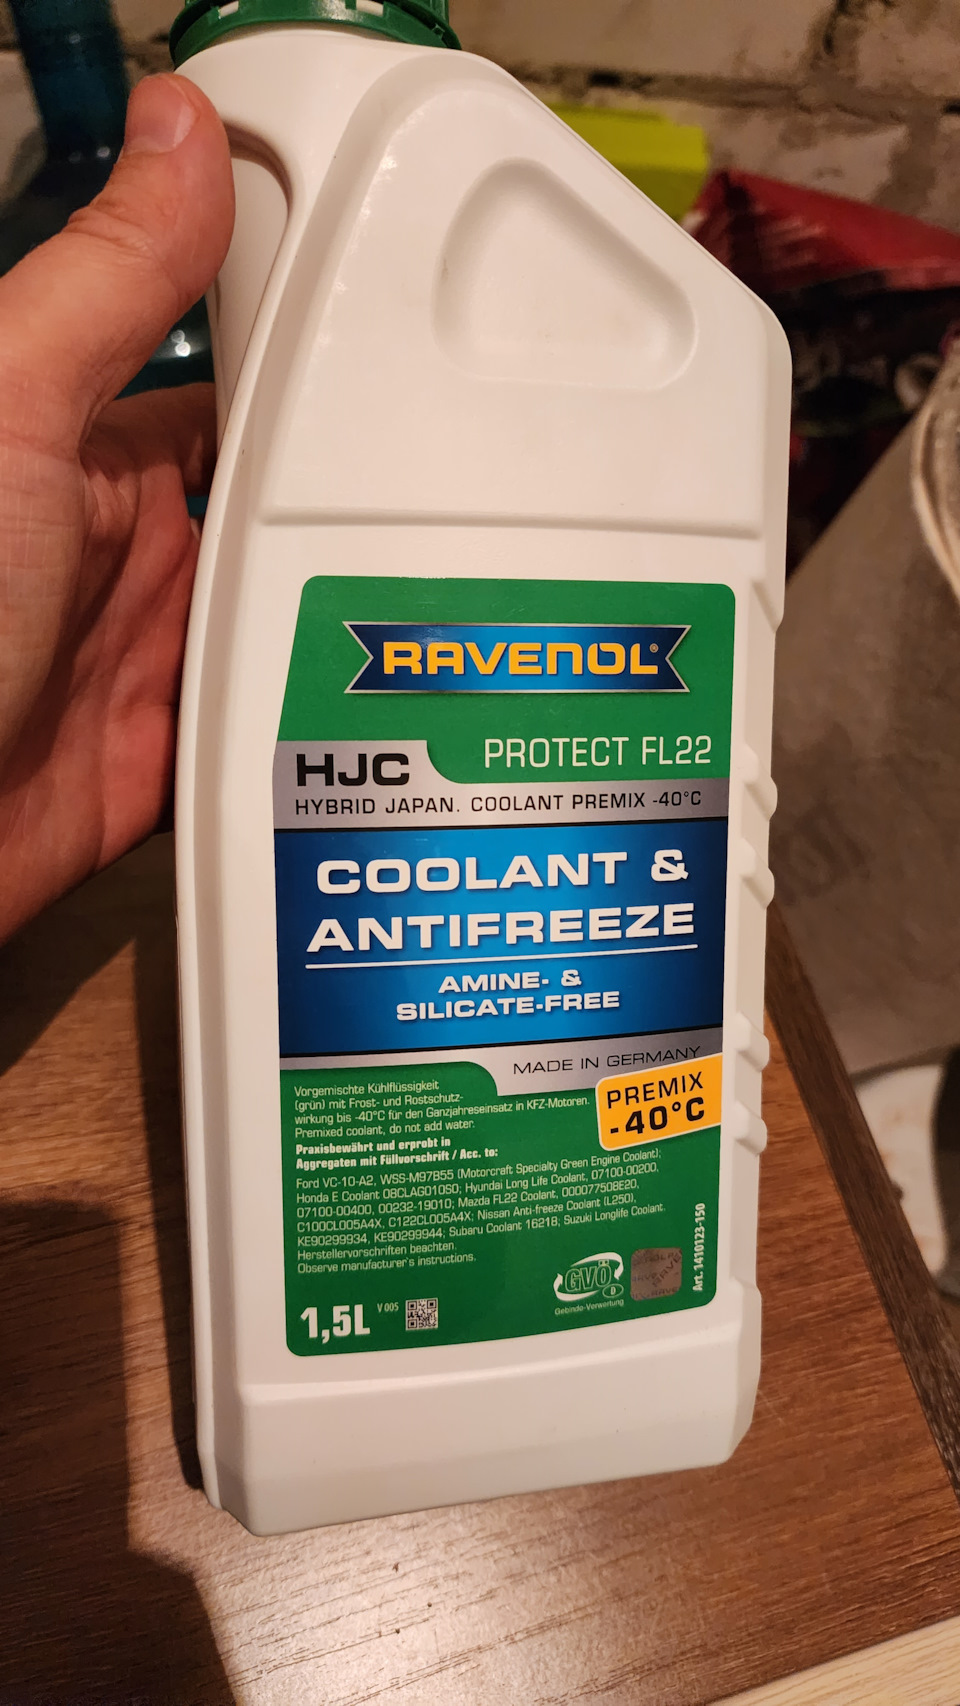 RAVENOL®
HJC
PROTECT FL22
HYBRID JAPAN. COOLANT PREMIX -40°C
COOLANT &
ANTIFREEZE
AMINE- &
SILICATE-FREE
MADE IN GERMANY
PREMIX
-40°C
Vorgemischte Kühlflüssigkeit
(grün) mit Frost- und Rostschutz-
wirkung bis -40°C für den Ganzjahreseinsatz in KFZ-Motoren.
Premixed coolant, do not add water.
Praxisbewährt und erprobt in
Aggregaten mit Füllvorschrift / Acc. to:
Ford VC-10-A2, WSS-M97B55 (Motorcraft Specialty Green Engine Coolant);
Honda E Coolant 08CLAG010S0; Hyundai Long Life Coolant, 07100-00200,
07100-00400, 00232-19010; Mazda FL22 Coolant, 000077508E20,
C100CL005A4X, C122CL005A4X; Nissan Anti-freeze Coolant (L250),
KE90299934, KE90299944; Subaru Coolant 16218; Suzuki Longlife Coolant.
Herstellervorschriften beachten.
Observe manufacturer's instructions.
1,5L
V 005
GVÖ
D
Gebinde-Verwertung
Art. 1410123-150